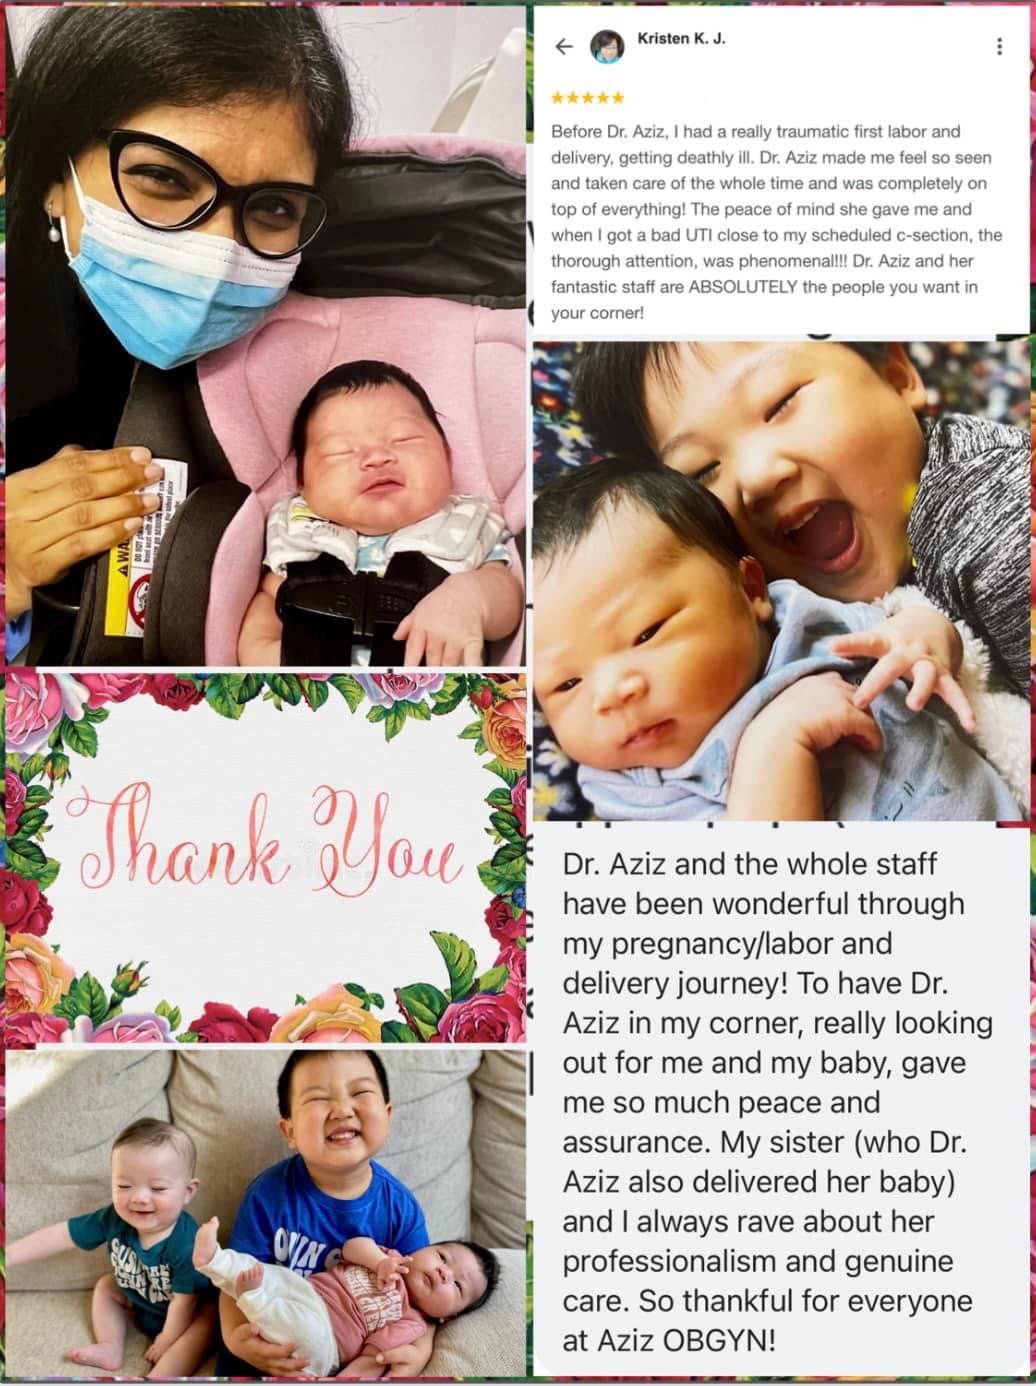 Kristen K. J.
Before Dr. Aziz, I had a really traumatic first labor and
delivery, getting deathly ill. Dr. Aziz made me feel so seen
and taken care of the whole time and was completely on
top of everything! The peace of mind she gave me and
when I got a bad UTI close to my scheduled c-section, the
thorough attention, was phenomenal!!! Dr. Aziz and her
fantastic staff are ABSOLUTELY the people you want in
your corner!
Thank You
Dr. Aziz and the whole staff
have been wonderful through
my pregnancy/labor and
delivery journey! To have Dr.
Aziz in my corner, really looking
out for me and my baby, gave
me so much peace and
assurance. My sister (who Dr.
Aziz also delivered her baby)
and I always rave about her
professionalism and genuine
care. So thankful for everyone
at Aziz OBGYN!